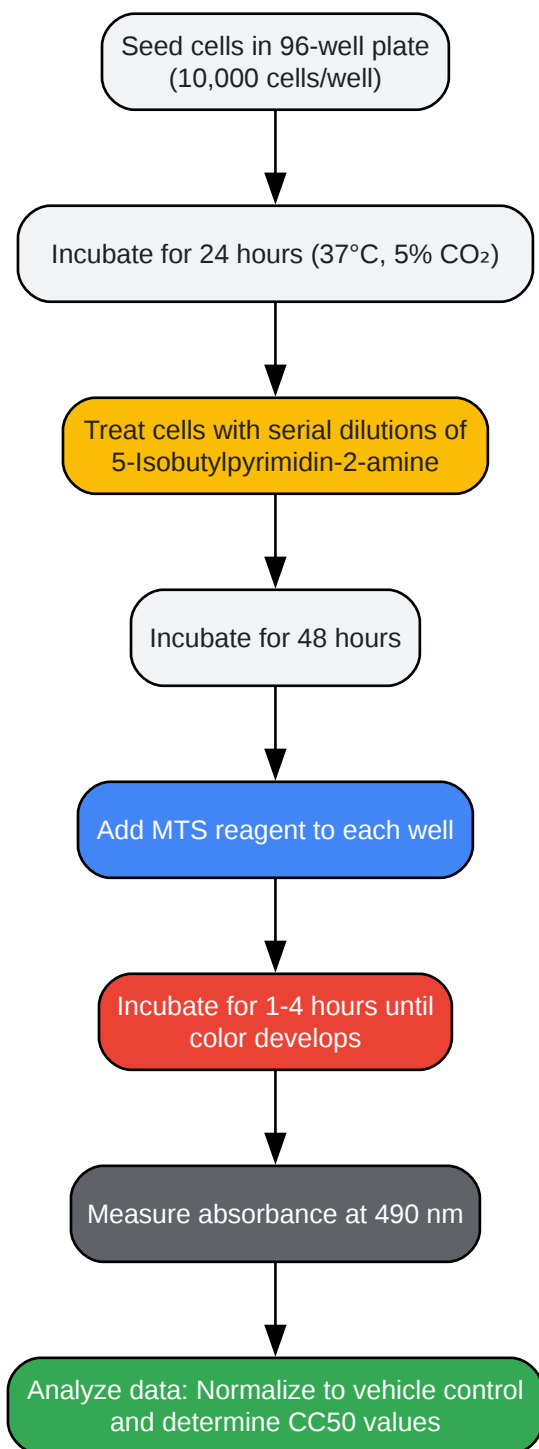 Seed cells in 96-well plate
(10,000 cells/well)
Incubate for 24 hours (37°C, 5% CO₂)
Treat cells with serial dilutions of
5-Isobutylpyrimidin-2-amine
Incubate for 48 hours
Add MTS reagent to each well
Incubate for 1-4 hours until
color develops
Measure absorbance at 490 nm
Analyze data: Normalize to vehicle control
and determine CC50 values